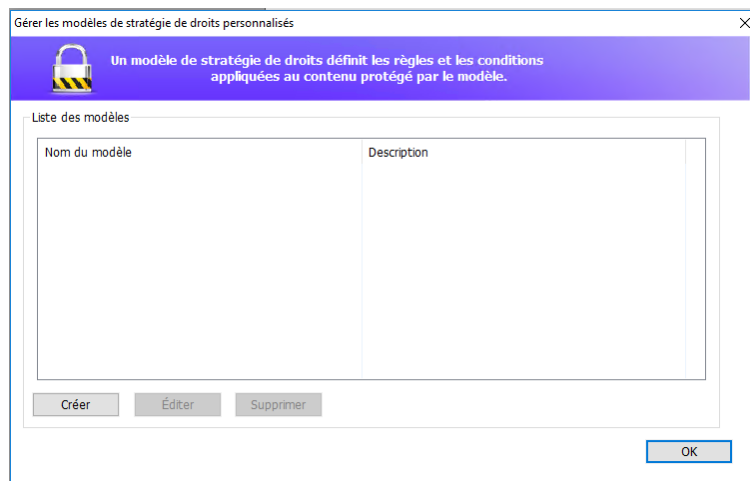 Gérer les modèles de stratégie de droits personnalisés
Un modèle de stratégie de droits définit les règles et les conditions
appliquées au contenu protégé par le modèle.
Liste des modèles
Nom du modèle Description
Créer Éditer Supprimer
OK